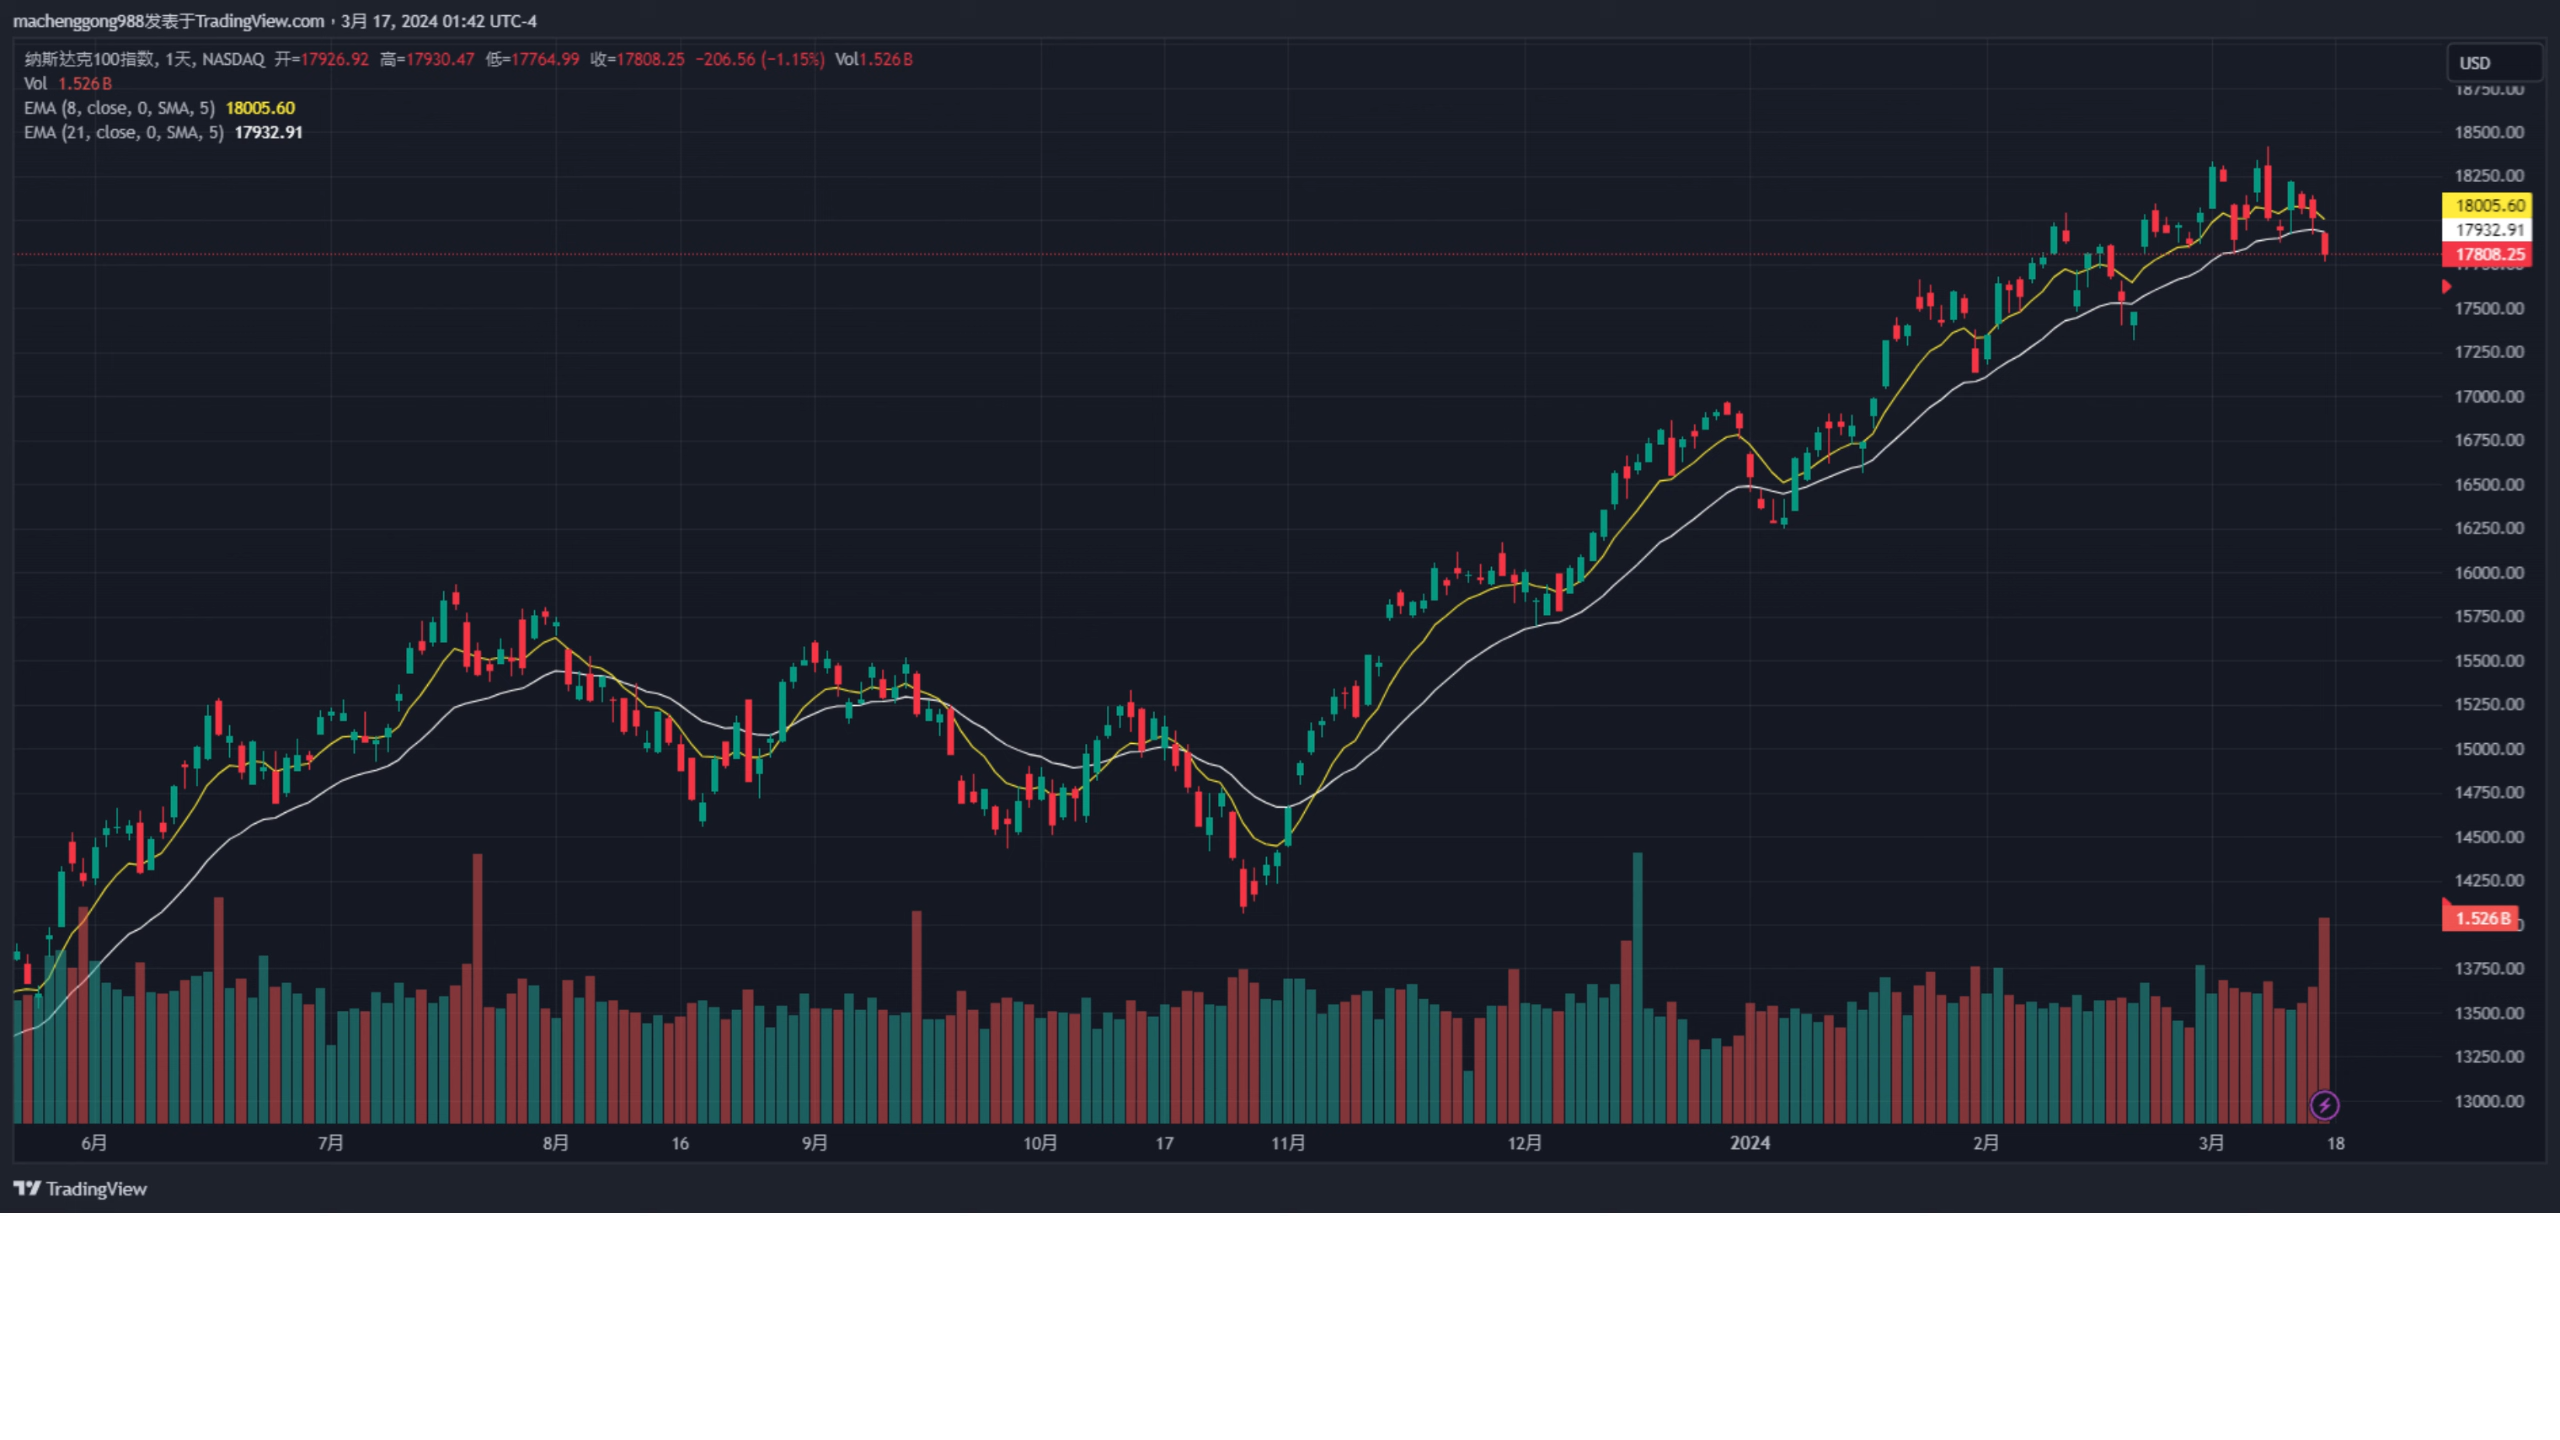 machenggong988发表于TradingView.com, 3月 17, 2024 01:42 UTC-4
纳斯达克100指数, 1天, NASDAQ 开=17926.92 高=17930.47 低=17764.99 收=17808.25 −206.56 (−1.15%) Vol1.526B
Vol 1.526B
EMA (8, close, 0, SMA, 5) 18005.60
EMA (21, close, 0, SMA, 5) 17932.91
USD
18750.00
18500.00
18250.00
18005.60
17932.91
17808.25
17500.00
17250.00
17000.00
16750.00
16500.00
16250.00
16000.00
15750.00
15500.00
15250.00
15000.00
14750.00
14500.00
14250.00
1.526B
13750.00
13500.00
13250.00
13000.00
6月 7月 8月 16 9月 10月 17 11月 12月 2024 2月 3月 18
TradingView